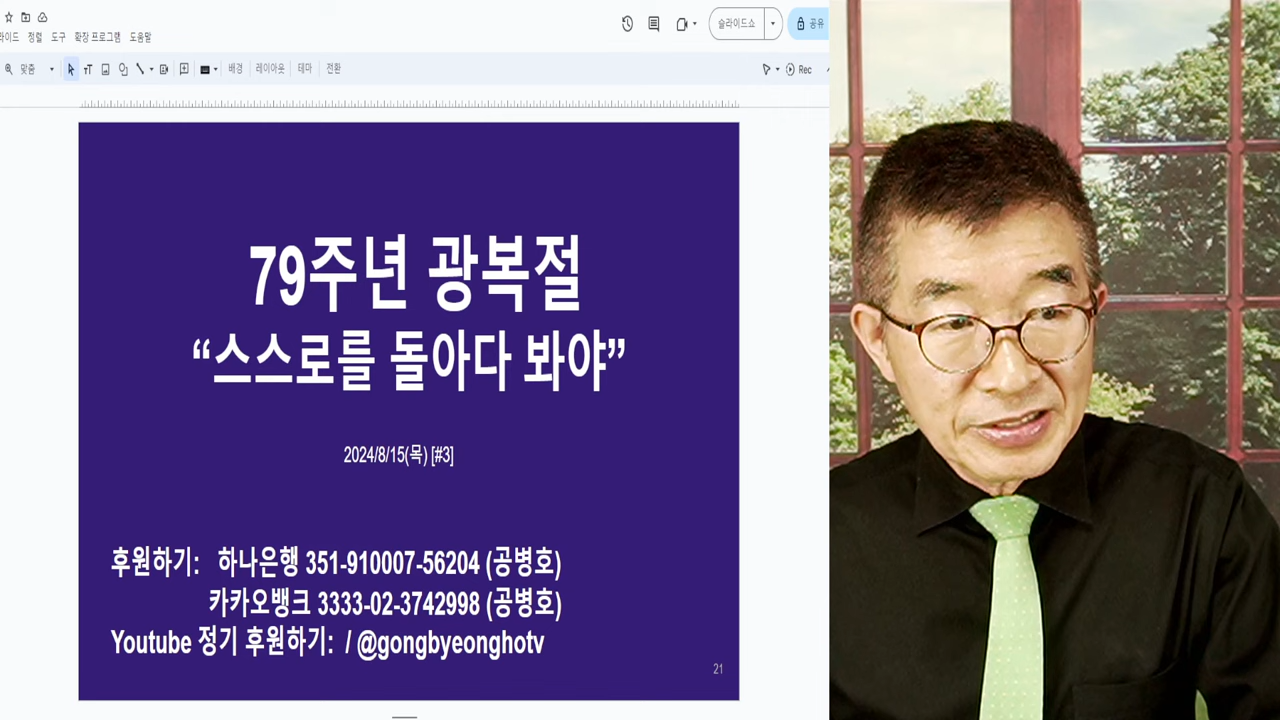 라이드 정렬 도구 확장 프로그램 도움말
슬라이드쇼
공유
맞춤
배경 레이아웃 테마 전환
Rec
79주년 광복절
“스스로를 돌아다 봐야”
2024/8/15(목) [#3]
후원하기: 하나은행 351-910007-56204 (공병호)
카카오뱅크 3333-02-3742998 (공병호)
Youtube 정기 후원하기: / @gongbyeonghotv
21